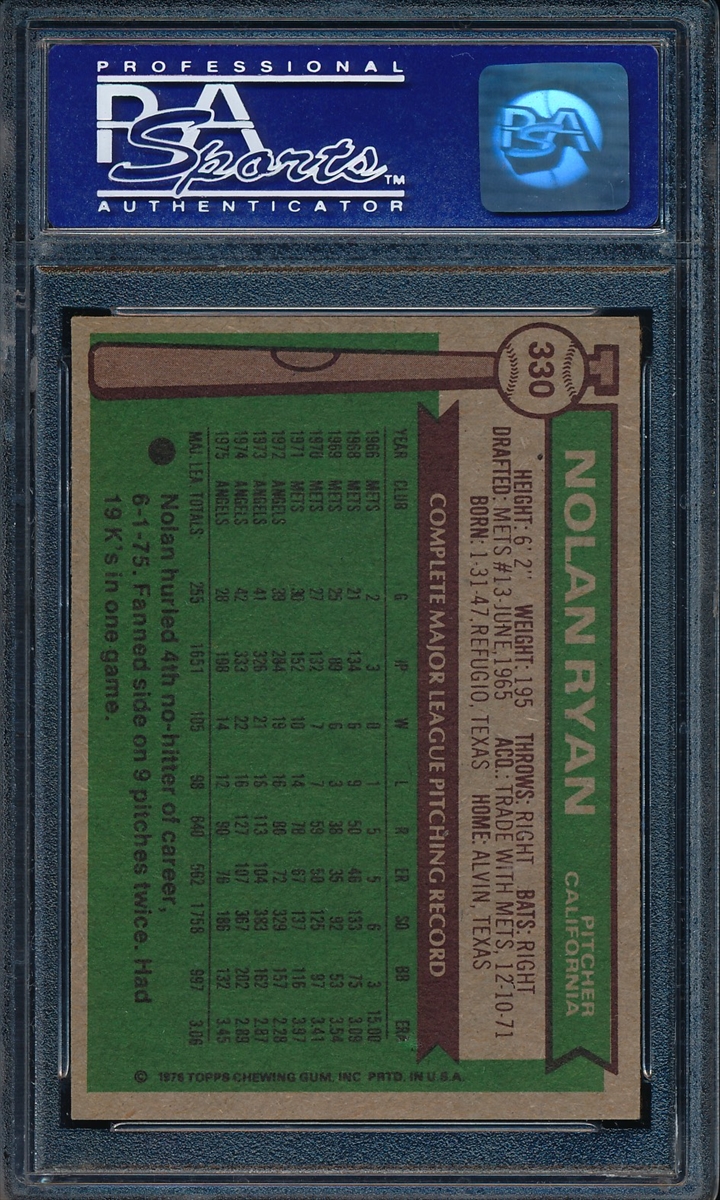 PROFESSIONAL
PSA
Sports™
AUTHENTICATOR
PSA
330
NOLAN RYAN
PITCHER
CALIFORNIA
HEIGHT: 6' 2" WEIGHT: 195 THROWS: RIGHT BATS: RIGHT
DRAFTED: METS #13-JUNE, 1965 ACQ.: TRADE WITH METS, 12-10-71
BORN: 1-31-47, REFUGIO, TEXAS HOME: ALVIN, TEXAS
COMPLETE MAJOR LEAGUE PITCHING RECORD
YEAR CLUB G IP W L R ER SO BB ERA
1966 METS 2 3 0 1 5 5 6 3 15.00
1968 METS 21 134 6 9 50 46 133 75 3.09
1969 METS 25 89 6 3 38 35 92 53 3.54
1970 METS 27 132 7 7 59 50 125 97 3.41
1971 METS 30 152 10 14 78 67 137 116 3.97
1972 ANGELS 39 284 19 16 80 72 329 157 2.28
1973 ANGELS 41 326 21 16 113 104 383 162 2.87
1974 ANGELS 42 333 22 16 127 107 367 202 2.89
1975 ANGELS 28 198 14 12 90 76 186 132 3.45
MAJ. LEA. TOTALS 255 1651 105 98 640 562 1758 997 3.06
Nolan hurled 4th no-hitter of career,
6-1-75. Fanned side on 9 pitches twice. Had
19 K's in one game.
© 1976 TOPPS CHEWING GUM, INC. PRTD. IN U.S.A.